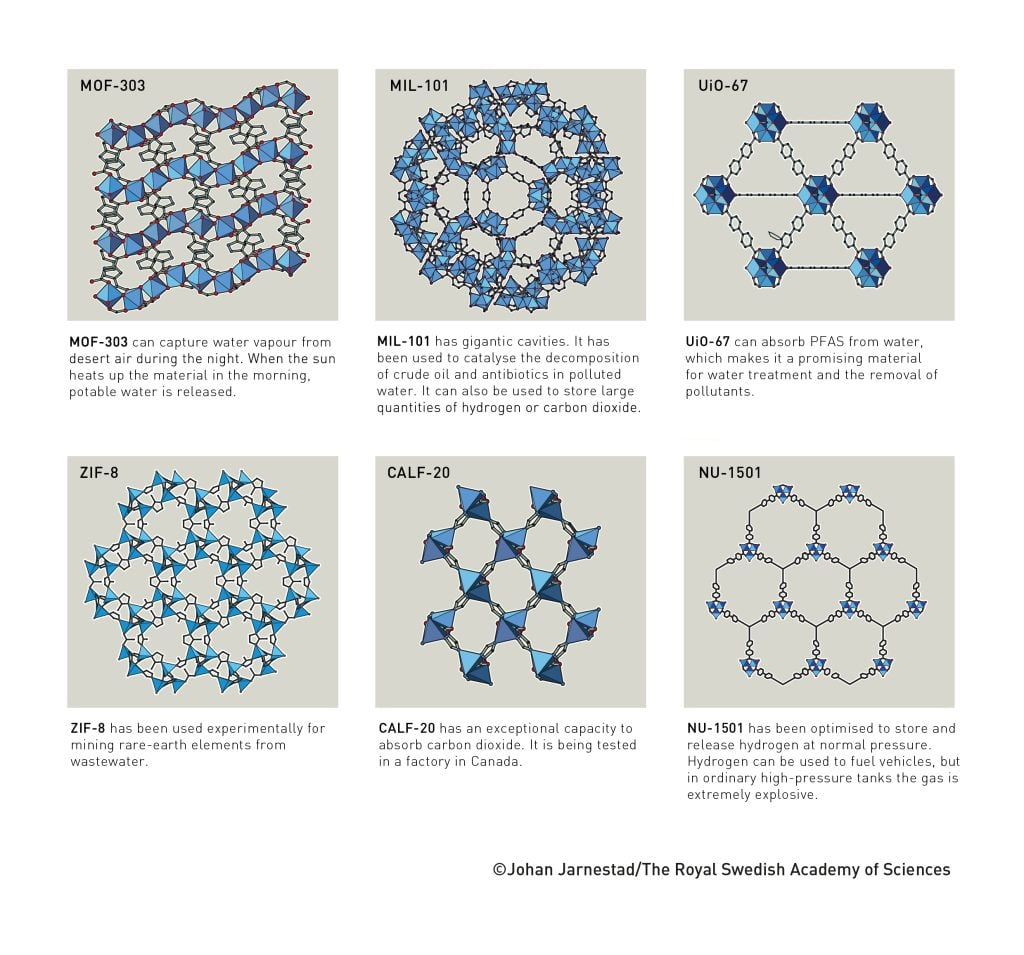 MOF-303
MIL-101
UiO-67
MOF-303 can capture water vapour from
desert air during the night. When the sun
heats up the material in the morning,
potable water is released.
MIL-101 has gigantic cavities. It has
been used to catalyse the decomposition
of crude oil and antibiotics in polluted
water. It can also be used to store large
quantities of hydrogen or carbon dioxide.
UiO-67 can absorb PFAS from water,
which makes it a promising material
for water treatment and the removal of
pollutants.
ZIF-8
CALF-20
NU-1501
ZIF-8 has been used experimentally for
mining rare-earth elements from
wastewater.
CALF-20 has an exceptional capacity to
absorb carbon dioxide. It is being tested
in a factory in Canada.
NU-1501 has been optimised to store and
release hydrogen at normal pressure.
Hydrogen can be used to fuel vehicles, but
in ordinary high-pressure tanks the gas is
extremely explosive.
©Johan Jarnestad/The Royal Swedish Academy of Sciences